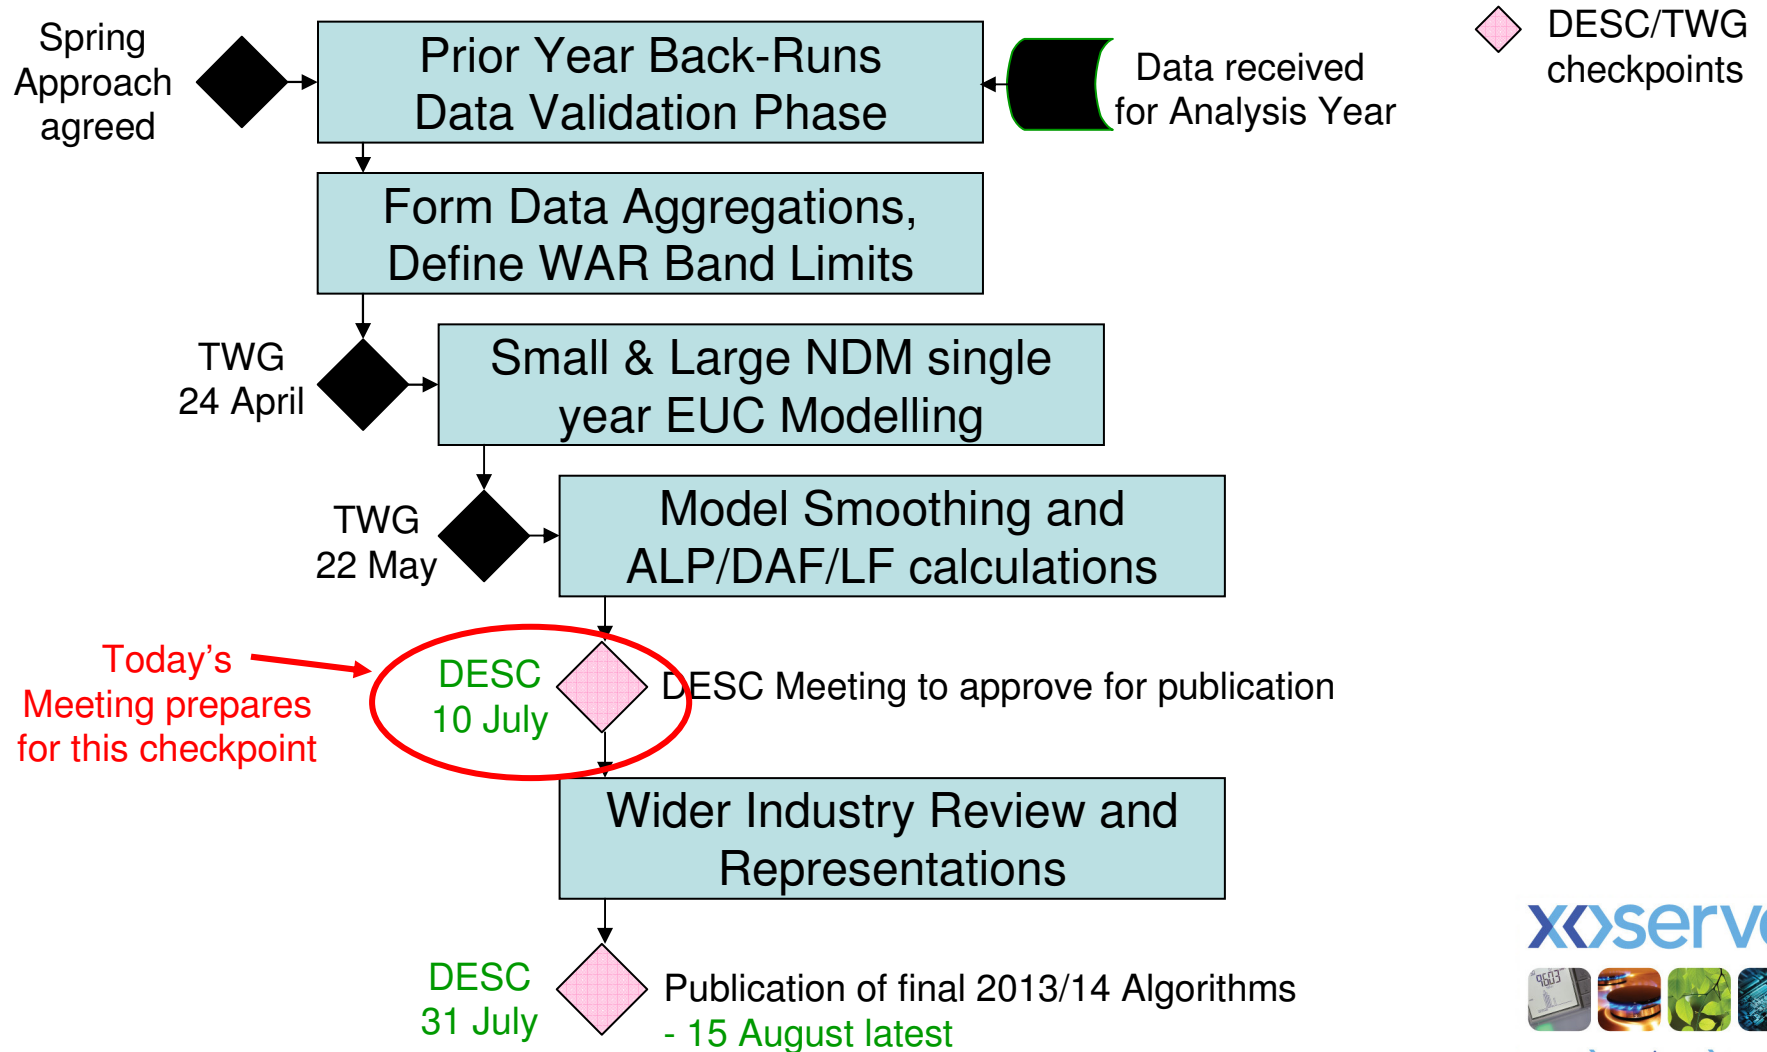 Spring
Approach
agreed
Prior Year Back-Runs
Data Validation Phase
Data received
for Analysis Year
DESC/TWG
checkpoints
Form Data Aggregations,
Define WAR Band Limits
TWG
24 April
Small & Large NDM single
year EUC Modelling
TWG
22 May
Model Smoothing and
ALP/DAF/LF calculations
Today's
Meeting prepares
for this checkpoint
DESC
10 July
DESC Meeting to approve for publication
Wider Industry Review and
Representations
DESC
31 July
Publication of final 2013/14 Algorithms
- 15 August latest